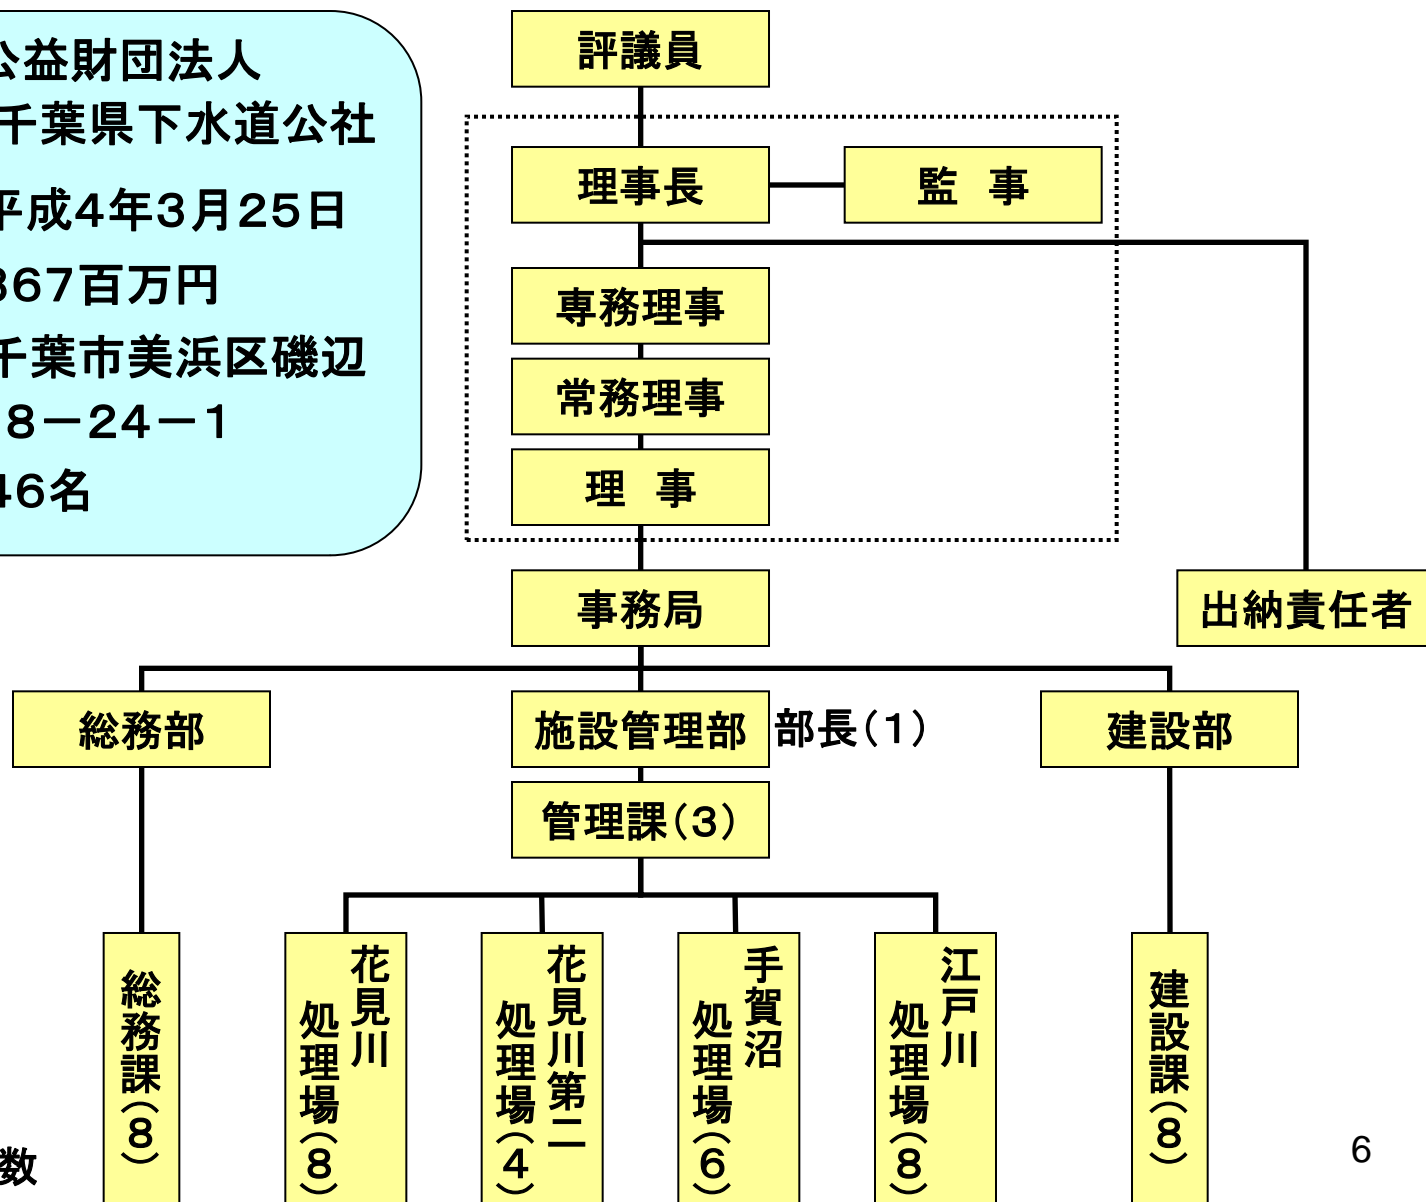 公益財団法人
千葉県下水道公社
平成4年3月25日
367百万円
千葉市美浜区磯辺
8－24－1
46名
評議員
理事長
監　事
専務理事
常務理事
理　事
事務局
出納責任者
総務部
施設管理部
部長（1）
建設部
管理課（3）
総務課（8）
花見川
処理場（8）
花見川第二
処理場（4）
手賀沼
処理場（6）
江戸川
処理場（8）
建設課（8）
数
6